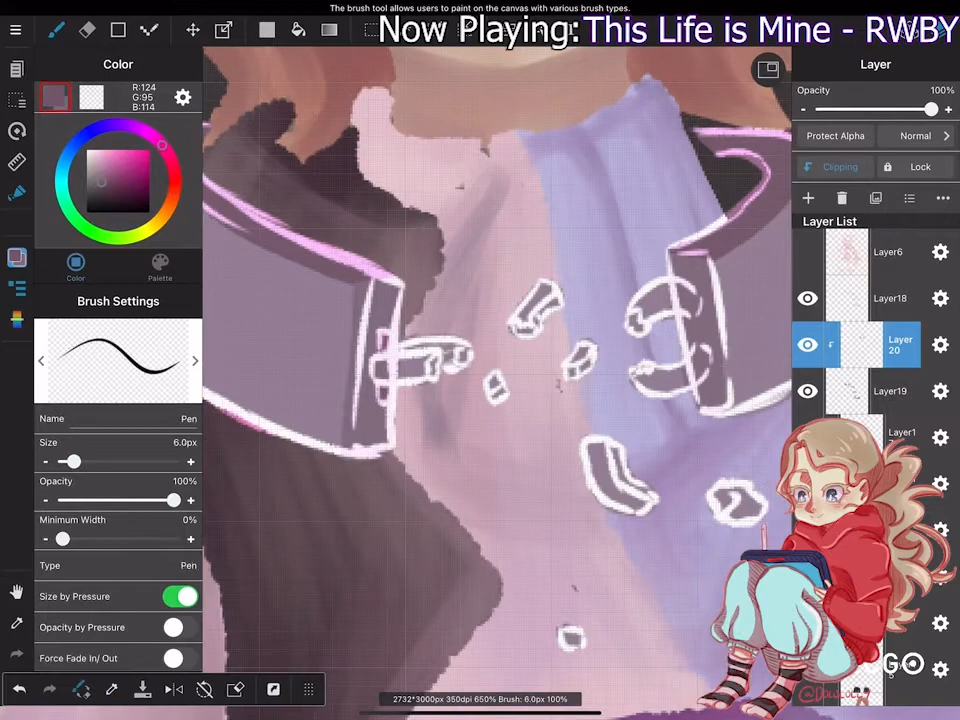 The brush tool allows users to paint on the canvas with various brush types.
Now Playing: This Life is Mine - RWBY
Color
R:124
G:95
B:114
Color
Palette
Brush Settings
Name Pen
Size 6.0px
Opacity 100%
Minimum Width 0%
Type Pen
Size by Pressure
Opacity by Pressure
Force Fade In/ Out
2732*3000px 350dpi 650% Brush: 6.0px 100%
Layer
Opacity 100%
Protect Alpha Normal
Clipping Lock
Layer List
Layer6
Layer18
Layer
20
Layer19
Layer1
GO